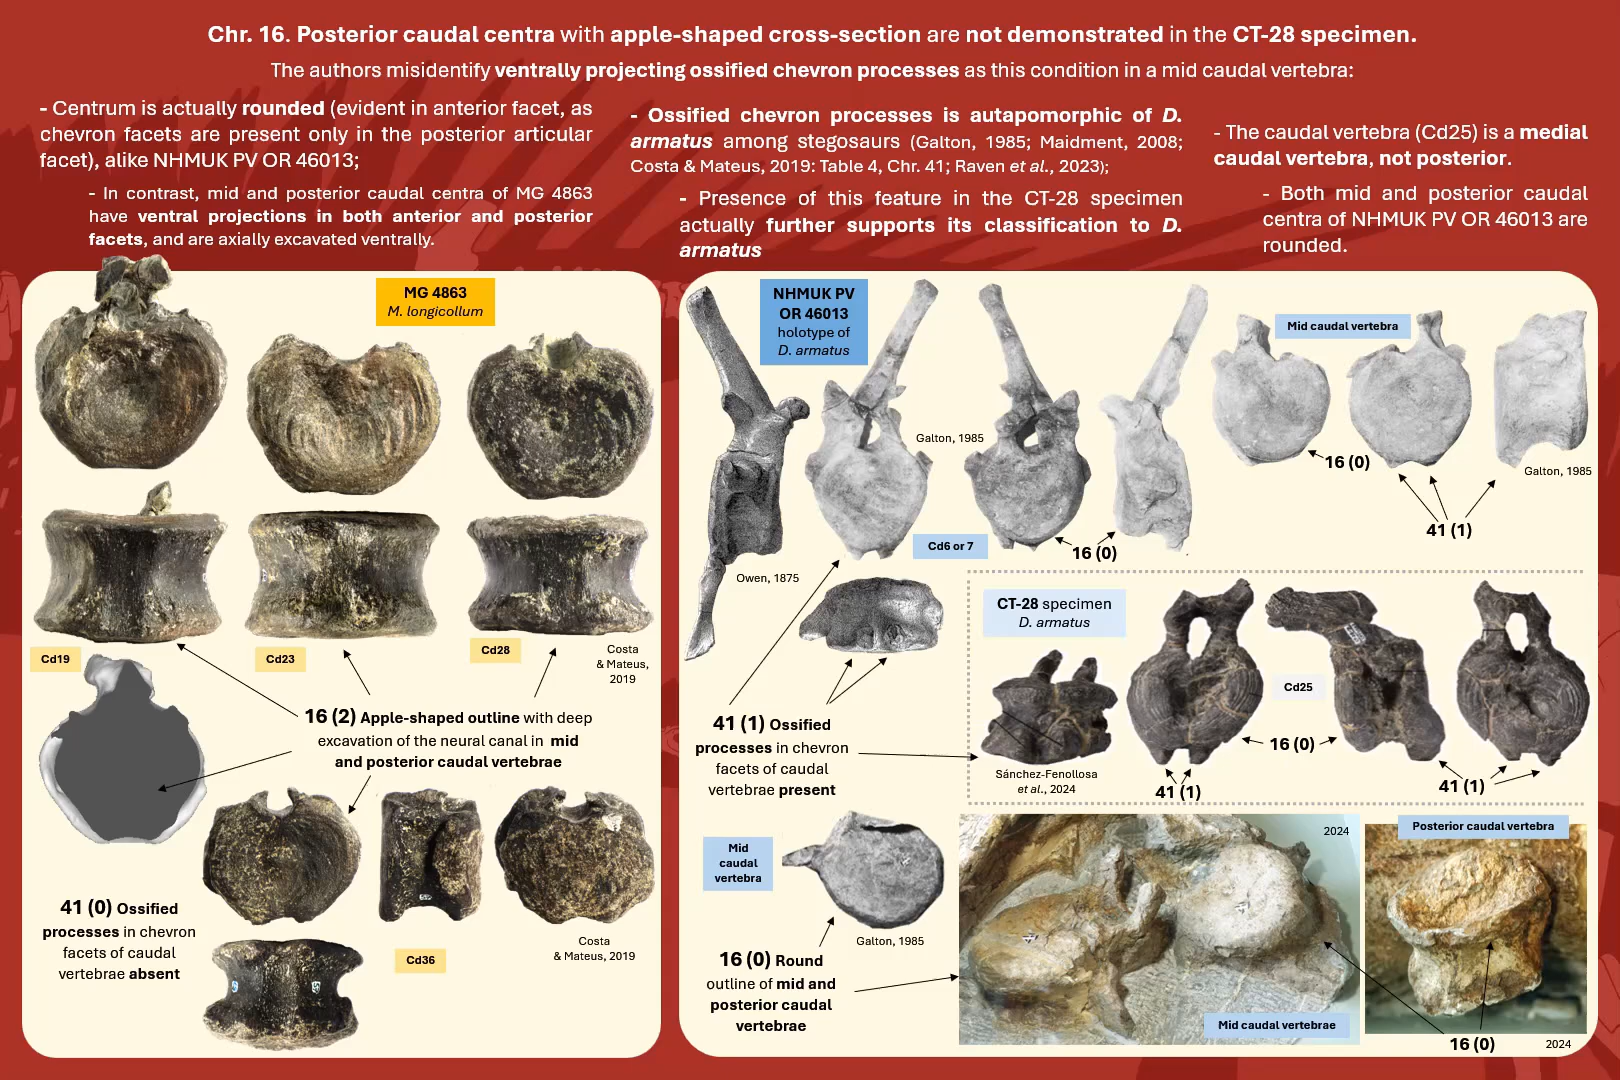 Chr. 16. Posterior caudal centra with apple-shaped cross-section are not demonstrated in the CT-28 specimen.
The authors misidentify ventrally projecting ossified chevron processes as this condition in a mid caudal vertebra:
- Centrum is actually rounded (evident in anterior facet, as
chevron facets are present only in the posterior articular
facet), alike NHMUK PV OR 46013;
- In contrast, mid and posterior caudal centra of MG 4863
have ventral projections in both anterior and posterior
facets, and are axially excavated ventrally.
- Ossified chevron processes is autapomorphic of D.
armatus among stegosaurs (Galton, 1985; Maidment, 2008;
Costa & Mateus, 2019: Table 4, Chr. 41; Raven et al., 2023);
- Presence of this feature in the CT-28 specimen
actually further supports its classification to D.
armatus
- The caudal vertebra (Cd25) is a medial
caudal vertebra, not posterior.
- Both mid and posterior caudal
centra of NHMUK PV OR 46013 are
rounded.
MG 4863
M. longicollum
Cd19
Cd23
Cd28
Costa
& Mateus,
2019
16 (2) Apple-shaped outline with deep
excavation of the neural canal in mid
and posterior caudal vertebrae
41 (0) Ossified
processes in chevron
facets of caudal
vertebrae absent
Cd36
Costa
& Mateus, 2019
NHMUK PV
OR 46013
holotype of
D. armatus
Owen, 1875
Galton, 1985
Cd6 or 7
16 (0)
Mid caudal vertebra
16 (0)
Galton, 1985
41 (1)
41 (1) Ossified
processes in chevron
facets of caudal
vertebrae present
CT-28 specimen
D. armatus
Sánchez-Fenollosa
et al., 2024
Cd25
16 (0)
41 (1)
41 (1)
Mid
caudal
vertebra
Galton, 1985
16 (0) Round
outline of mid and
posterior caudal
vertebrae
2024
Mid caudal vertebrae
Posterior caudal vertebra
16 (0)
2024